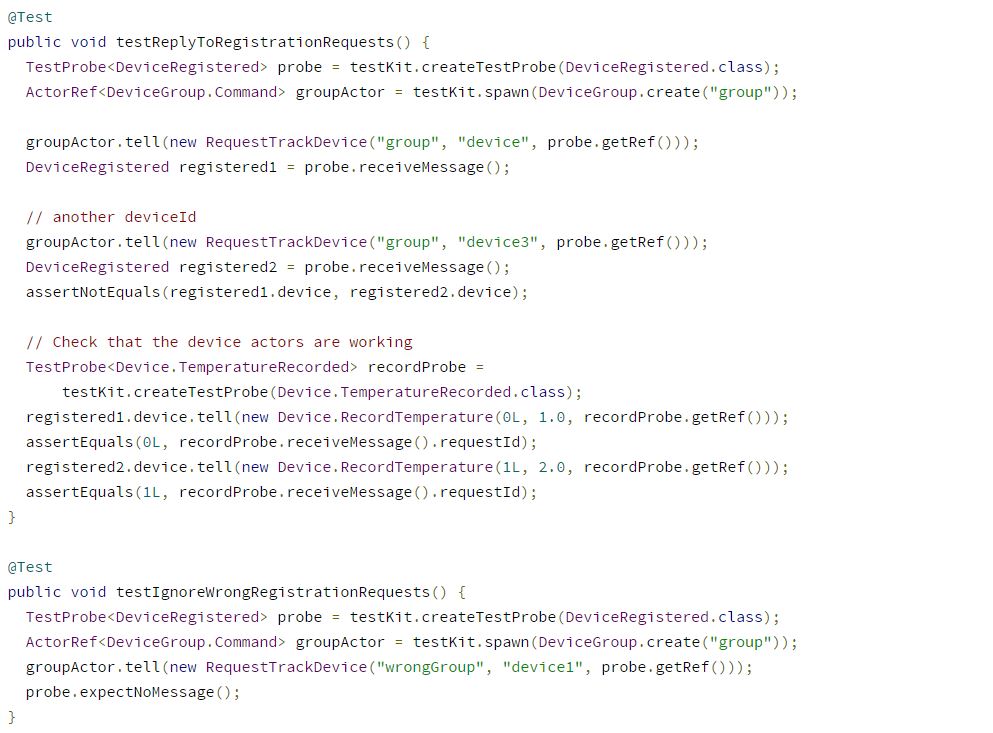 @Test
public void testReplyToRegistrationRequests() {
  TestProbe<DeviceRegistered> probe = testKit.createTestProbe(DeviceRegistered.class);
  ActorRef<DeviceGroup.Command> groupActor = testKit.spawn(DeviceGroup.create("group"));

  groupActor.tell(new RequestTrackDevice("group", "device", probe.getRef()));
  DeviceRegistered registered1 = probe.receiveMessage();

  // another deviceId
  groupActor.tell(new RequestTrackDevice("group", "device3", probe.getRef()));
  DeviceRegistered registered2 = probe.receiveMessage();
  assertNotEquals(registered1.device, registered2.device);

  // Check that the device actors are working
  TestProbe<Device.TemperatureRecorded> recordProbe =
      testKit.createTestProbe(Device.TemperatureRecorded.class);
  registered1.device.tell(new Device.RecordTemperature(0L, 1.0, recordProbe.getRef()));
  assertEquals(0L, recordProbe.receiveMessage().requestId);
  registered2.device.tell(new Device.RecordTemperature(1L, 2.0, recordProbe.getRef()));
  assertEquals(1L, recordProbe.receiveMessage().requestId);
}

@Test
public void testIgnoreWrongRegistrationRequests() {
  TestProbe<DeviceRegistered> probe = testKit.createTestProbe(DeviceRegistered.class);
  ActorRef<DeviceGroup.Command> groupActor = testKit.spawn(DeviceGroup.create("group"));
  groupActor.tell(new RequestTrackDevice("wrongGroup", "device1", probe.getRef()));
  probe.expectNoMessage();
}